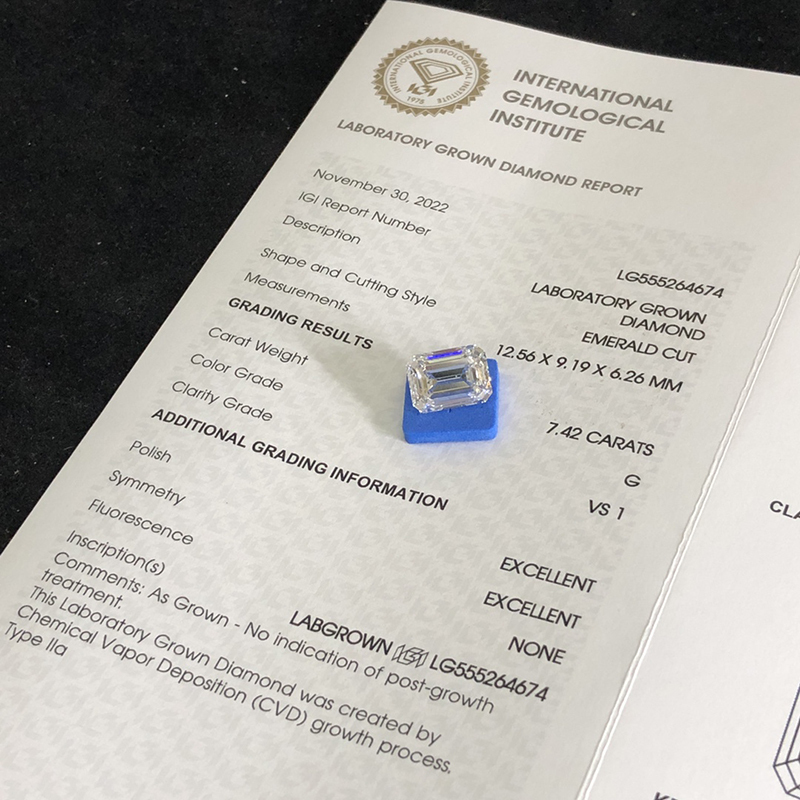 INTERNATIONAL GEMOLOGICAL INSTITUTE
IGI
1975
INTERNATIONAL
GEMOLOGICAL
INSTITUTE
LABORATORY GROWN DIAMOND REPORT
November 30, 2022
IGI Report Number LG555264674
Description LABORATORY GROWN
DIAMOND
Shape and Cutting Style EMERALD CUT
Measurements 12.56 X 9.19 X 6.26 MM
GRADING RESULTS
Carat Weight 7.42 CARATS
Color Grade G
Clarity Grade VS 1
ADDITIONAL GRADING INFORMATION
Polish EXCELLENT
Symmetry EXCELLENT
Fluorescence NONE
Inscription(s) LABGROWN IGI LG555264674
Comments: As Grown - No indication of post-growth
treatment.
This Laboratory Grown Diamond was created by
Chemical Vapor Deposition (CVD) growth process.
Type IIa
CLA